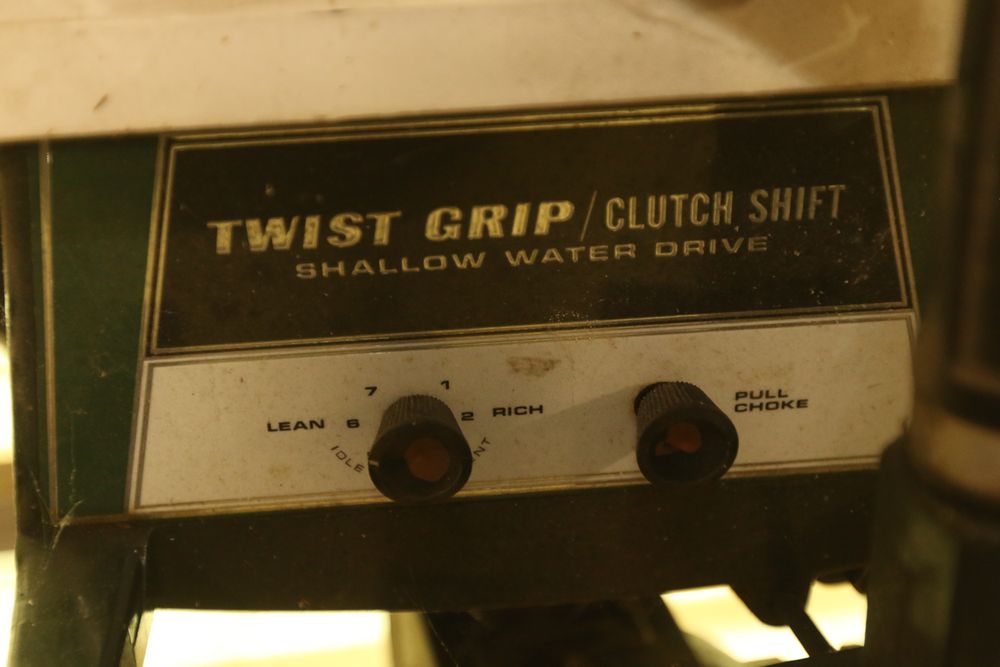 TWIST GRIP/CLUTCH SHIFT
SHALLOW WATER DRIVE
7 1
LEAN 6 2 RICH
IDLE
PULL
CHOKE